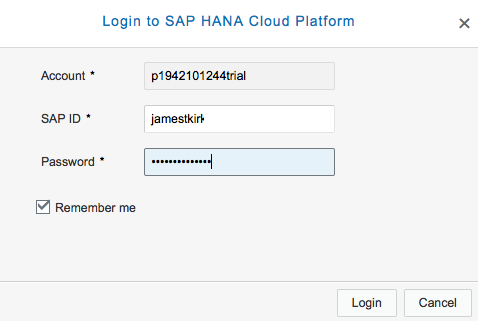 Login to SAP HANA Cloud Platform
Account *
p1942101244trial
SAP ID *
jamestkirk
Password *
••••••••••••••
Remember me
Login
Cancel